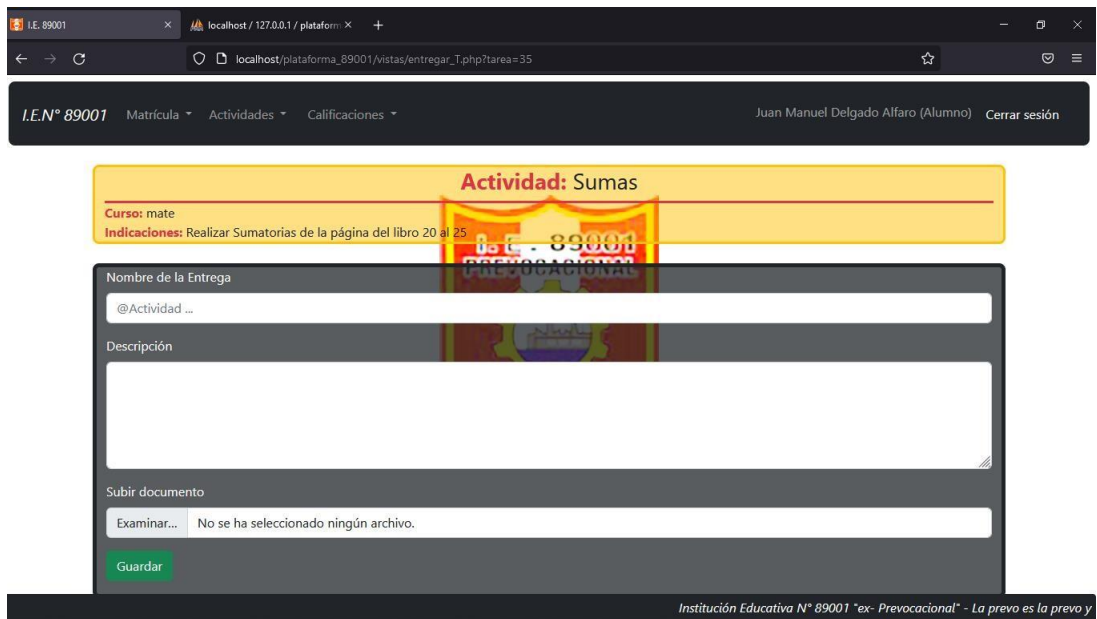 I.E. 89001
localhost / 127.0.0.1 / plataform
localhost/plataforma_89001/vistas/entregar_T.php?tarea=35
I.E.N° 89001 Matrícula Actividades Calificaciones Juan Manuel Delgado Alfaro (Alumno) Cerrar sesión
Actividad: Sumas
Curso: mate
Indicaciones: Realizar Sumatorias de la página del libro 20 al 25
I. E. 89001
PREVOCACIONAL
Nombre de la Entrega
@Actividad ...
Descripción
Subir documento
Examinar... No se ha seleccionado ningún archivo.
Guardar
Institución Educativa N° 89001 "ex- Prevocacional" - La prevo es la prevo y